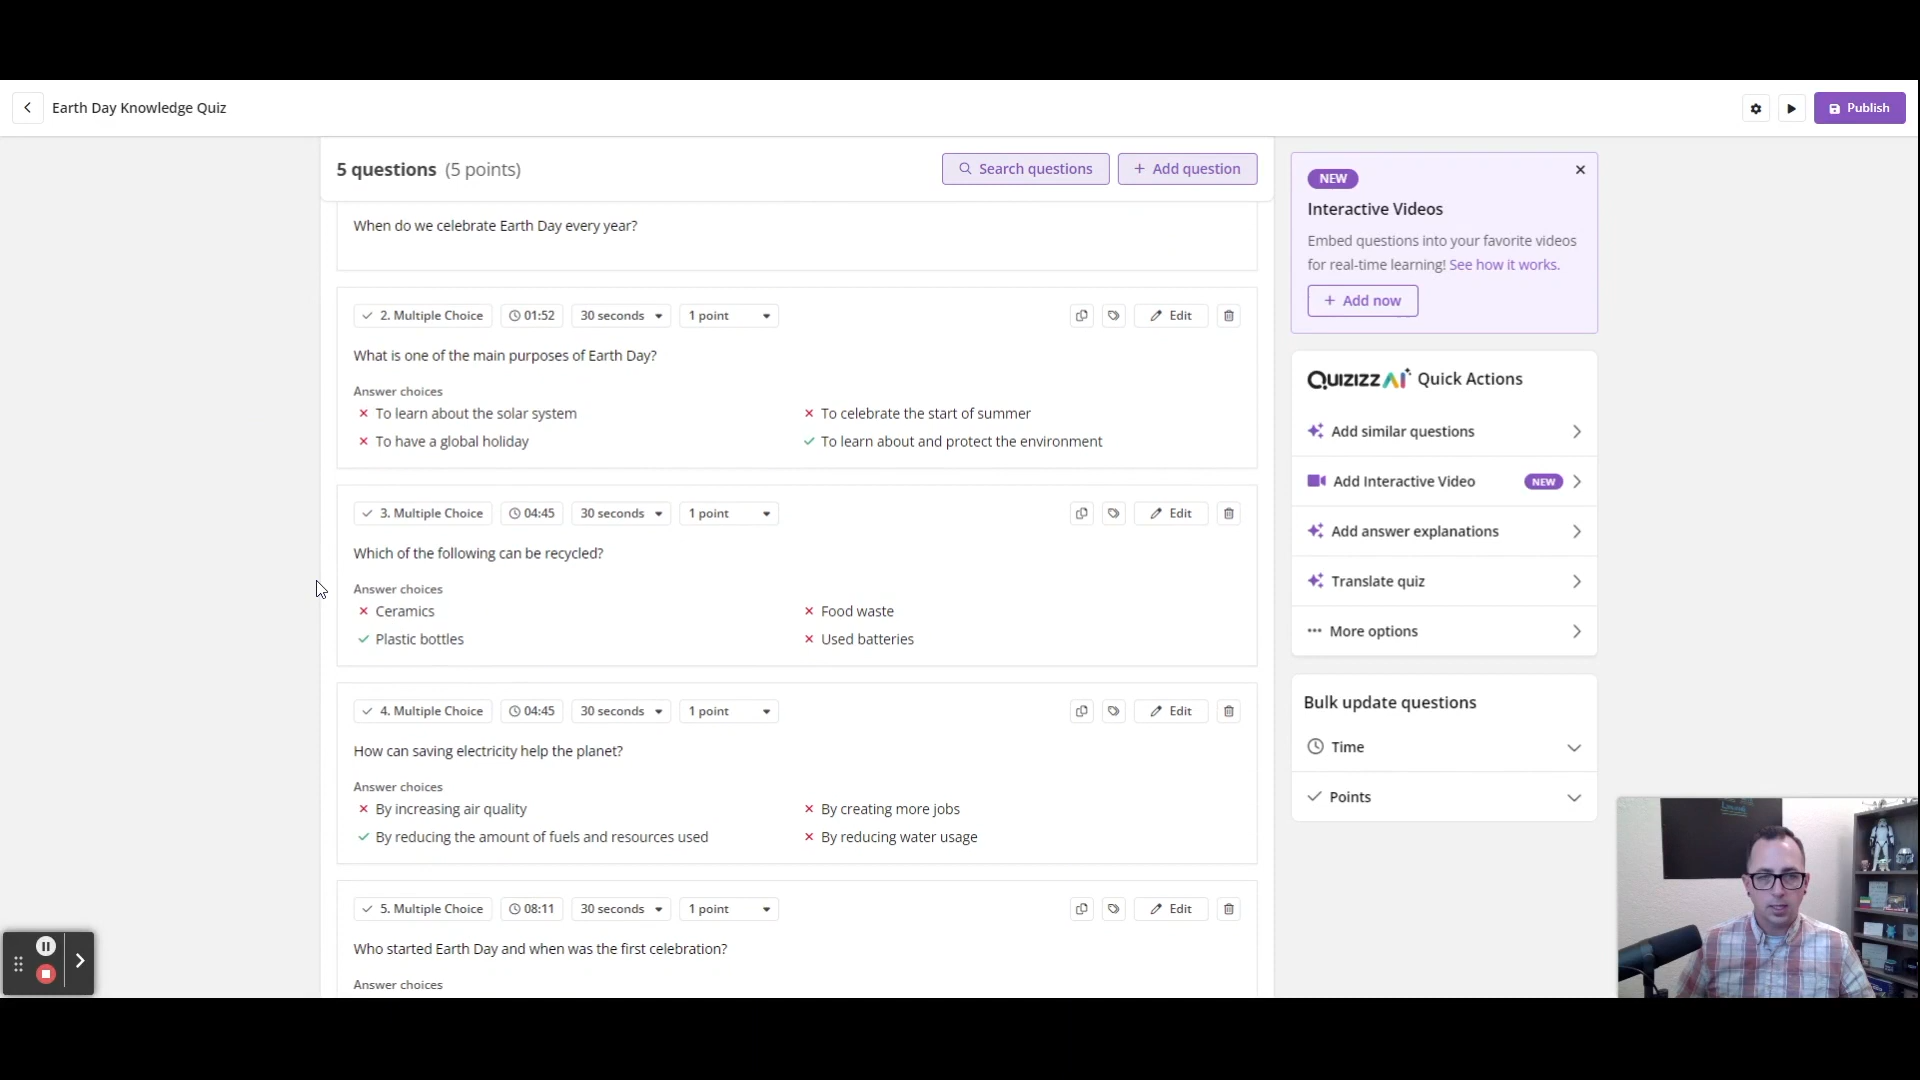 Earth Day Knowledge Quiz
Publish
5 questions (5 points)
Search questions
+ Add question
When do we celebrate Earth Day every year?
2. Multiple Choice 01:52 30 seconds 1 point Edit
What is one of the main purposes of Earth Day?
Answer choices
To learn about the solar system To celebrate the start of summer
To have a global holiday To learn about and protect the environment
3. Multiple Choice 04:45 30 seconds 1 point Edit
Which of the following can be recycled?
Answer choices
Ceramics Food waste
Plastic bottles Used batteries
4. Multiple Choice 04:45 30 seconds 1 point Edit
How can saving electricity help the planet?
Answer choices
By increasing air quality By creating more jobs
By reducing the amount of fuels and resources used By reducing water usage
5. Multiple Choice 08:11 30 seconds 1 point Edit
Who started Earth Day and when was the first celebration?
Answer choices
NEW
Interactive Videos
Embed questions into your favorite videos
for real-time learning! See how it works.
+ Add now
QUIZIZZ AI Quick Actions
Add similar questions
Add Interactive Video NEW
Add answer explanations
Translate quiz
More options
Bulk update questions
Time
Points